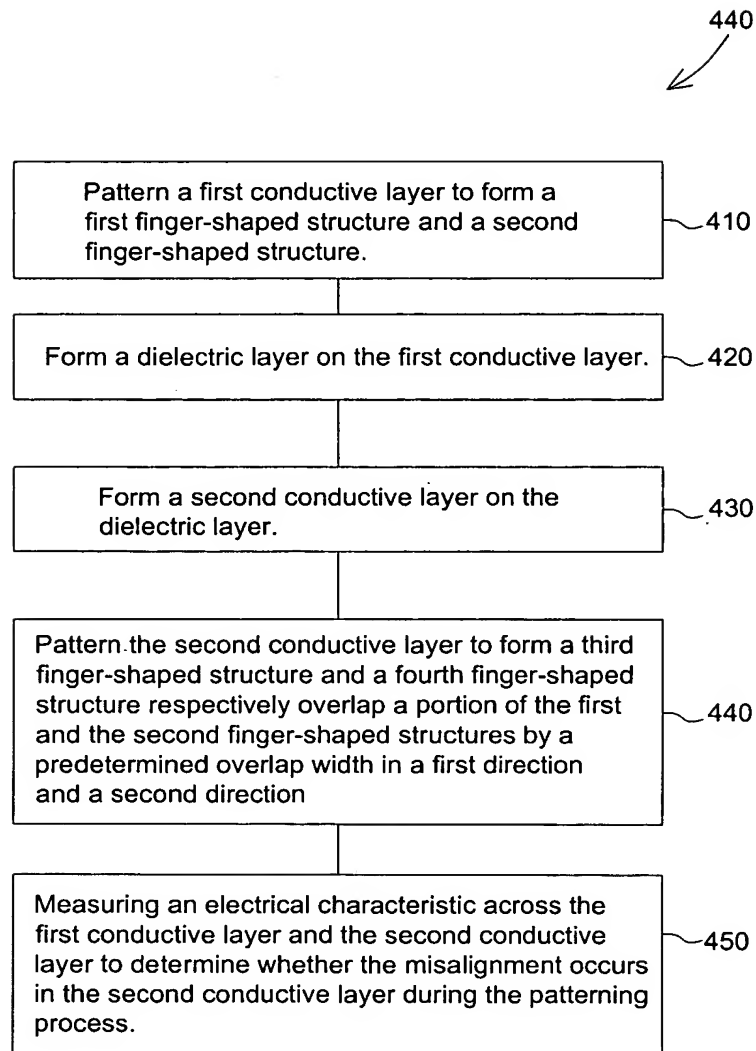 440
Pattern a first conductive layer to form a
first finger-shaped structure and a second
finger-shaped structure.
410
Form a dielectric layer on the first conductive layer.
420
Form a second conductive layer on the
dielectric layer.
430
Pattern the second conductive layer to form a third
finger-shaped structure and a fourth finger-shaped
structure respectively overlap a portion of the first
and the second finger-shaped structures by a
predetermined overlap width in a first direction
and a second direction
440
Measuring an electrical characteristic across the
first conductive layer and the second conductive
layer to determine whether the misalignment occurs
in the second conductive layer during the patterning
process.
450